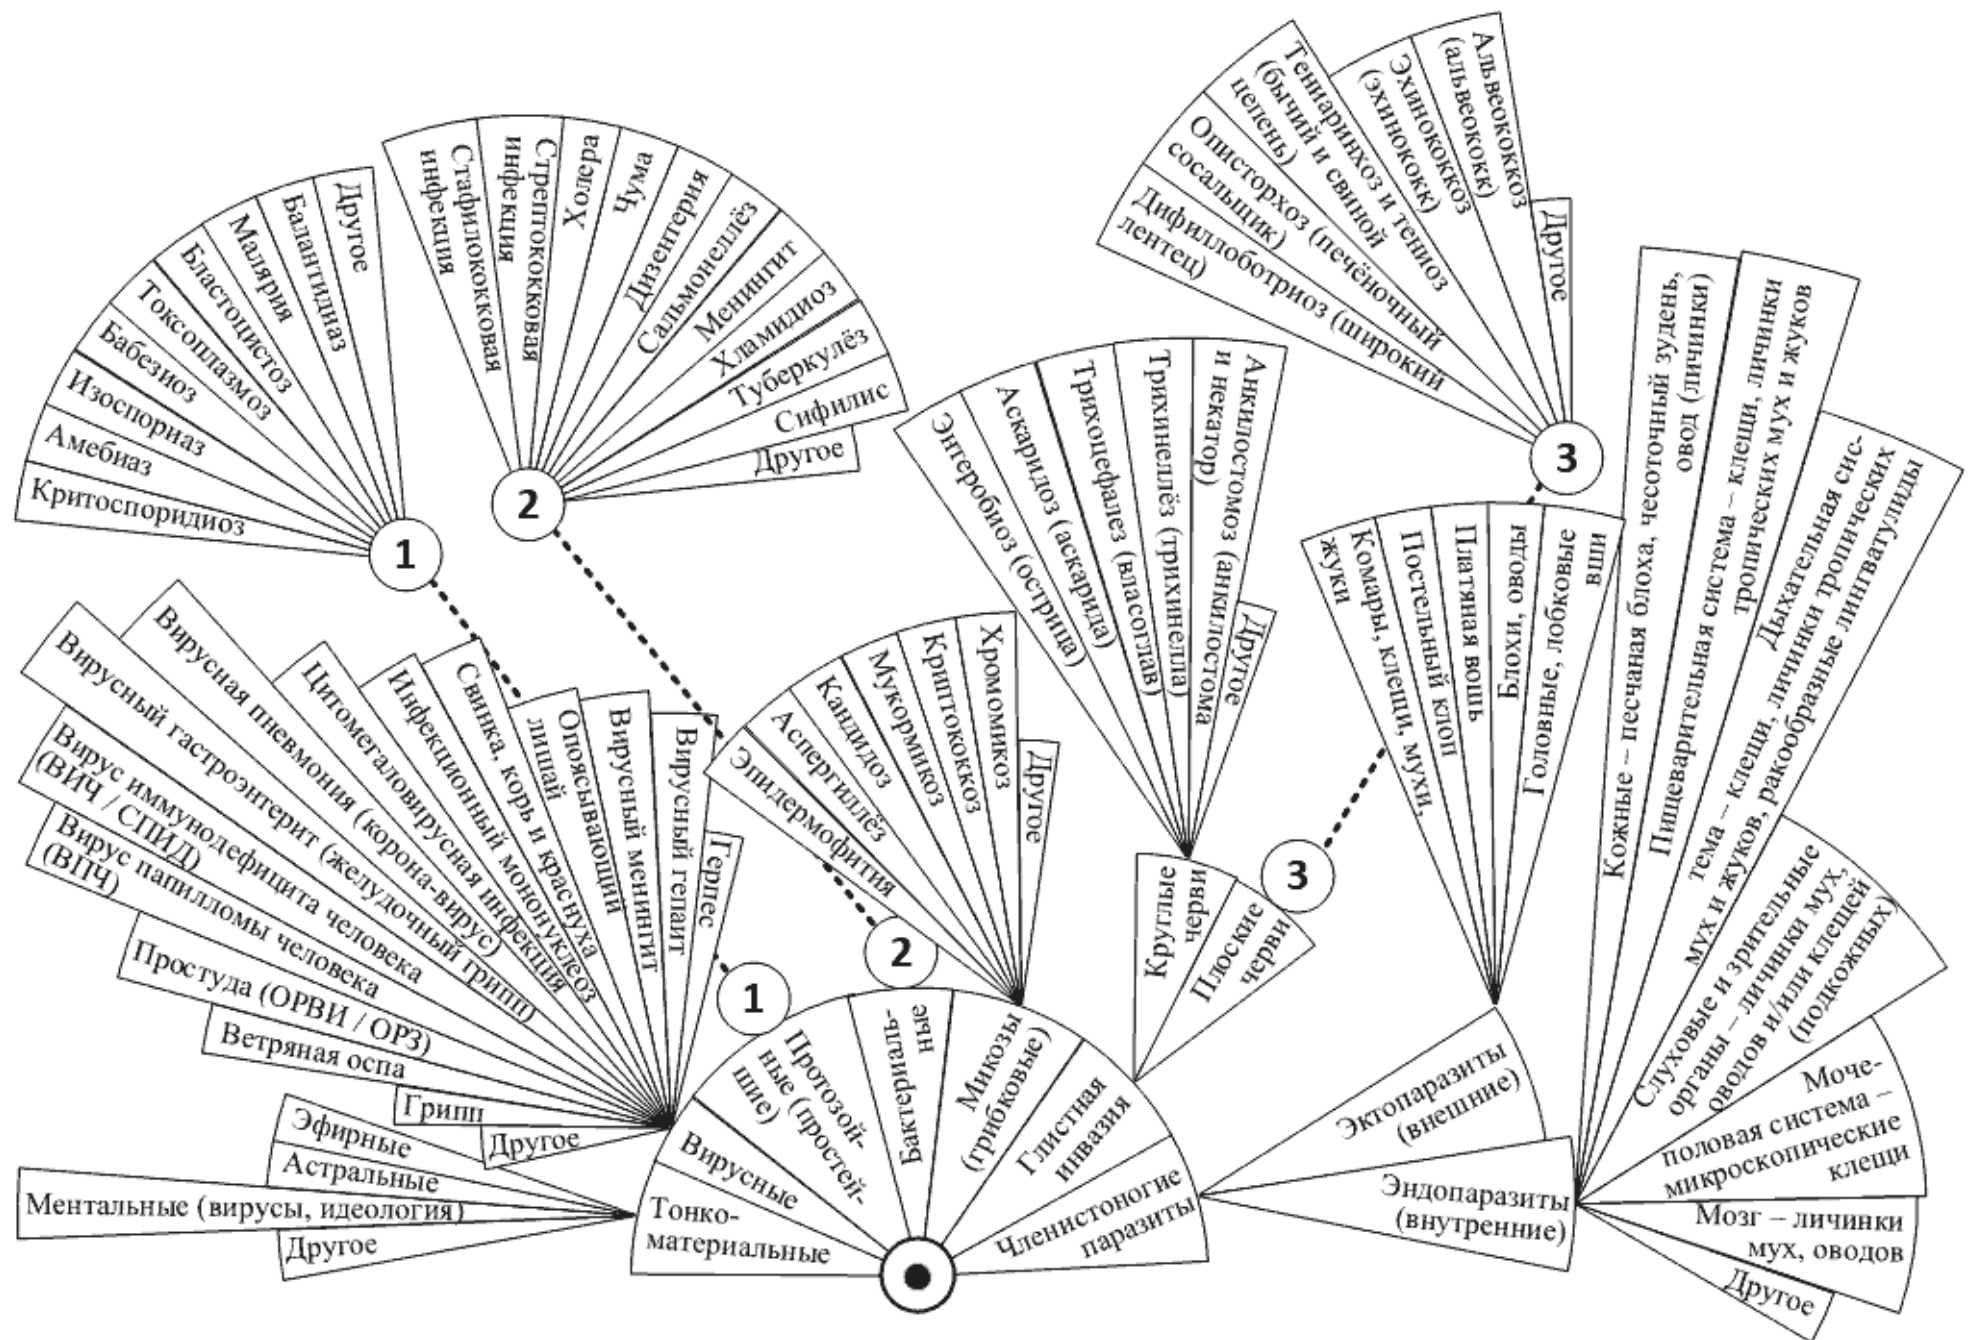 Критоспоридиоз
Амебиаз
Изоспориаз
Бабезиоз
Токсоплазмоз
Бластоцистоз
Малярия
Балантидиаз
Другое
1
Стафилококковая
инфекция
Стрептококковая
инфекция
Холера
Чума
Дизентерия
Сальмонеллёз
Менингит
Хламидиоз
Туберкулёз
Сифилис
Другое
2
Дифиллоботриоз (широкий
лентец)
Описторхоз (печёночный
сосальщик)
Тениаринхоз и тениоз
(бычий и свиной
цепень)
Эхинококкоз
(эхинококк)
Альвеококкоз
(альвеококк)
Другое
3
Другое
Грипп
Ветряная оспа
Простуда (ОРВИ / ОРЗ)
Вирус папилломы человека
(ВПЧ)
Вирус иммунодефицита человека
(ВИЧ / СПИД)
Вирусный гастроэнтерит (желудочный грипп)
Вирусная пневмония (корона-вирус)
Цитомегаловирусная инфекция
Инфекционный мононуклеоз
Свинка, корь и краснуха
Опоясывающий
лишай
Вирусный менингит
Вирусный гепаит
Герпес
1
Эпидермофития
Аспергиллёз
Кандидоз
Мукормикоз
Криптококкоз
Хромомикоз
Другое
2
Энтеробиоз (острица)
Аскаридоз (аскарида)
Трихоцефалез (власоглав)
Трихинеллёз (трихинелла)
Анкилостомоз (анкилостома
и некатор)
Другое
Круглые
черви
Плоские
черви
3
Комары, клещи, мухи,
жуки
Постельный клоп
Платяная вошь
Блохи, оводы
Головные, лобковые
вши
Кожные – песчаная блоха, чесоточный зудень,
овод (личинки)
Пищеварительная система – клещи, личинки
тропических мух и жуков
Дыхательная сис-
тема – клещи, личинки тропических
мух и жуков, ракообразные лингватулиды
Слуховые и зрительные
органы – личинки мух,
оводов и/или клещей
(подкожных)
Моче-
половая система –
микроскопические
клещи
Мозг – личинки
мух, оводов
Другое
Эфирные
Астральные
Ментальные (вирусы, идеология)
Другое
Тонко-
материальные
Вирусные
Протозой-
ные (простей-
шие)
Бактериаль-
ные
Микозы
(грибковые)
Глистная
инвазия
Членистоногие
паразиты
Эктопаразиты
(внешние)
Эндопаразиты
(внутренние)